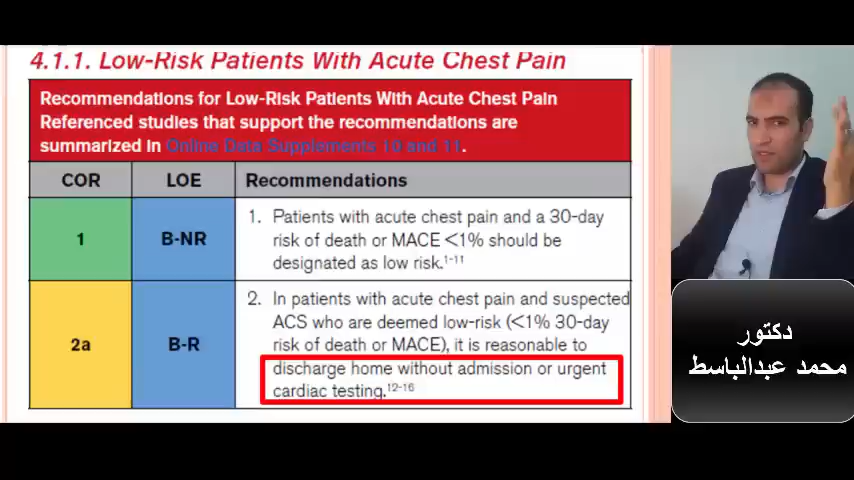 4.1.1. Low-Risk Patients With Acute Chest Pain
Recommendations for Low-Risk Patients With Acute Chest Pain
Referenced studies that support the recommendations are
summarized in Online Data Supplements 10 and 11.
COR LOE Recommendations
1 B-NR 1. Patients with acute chest pain and a 30-day
risk of death or MACE <1% should be
designated as low risk.1-11
2a B-R 2. In patients with acute chest pain and suspected
ACS who are deemed low-risk (<1% 30-day
risk of death or MACE), it is reasonable to
discharge home without admission or urgent
cardiac testing.12-16
دكتور
محمد عبدالباسط